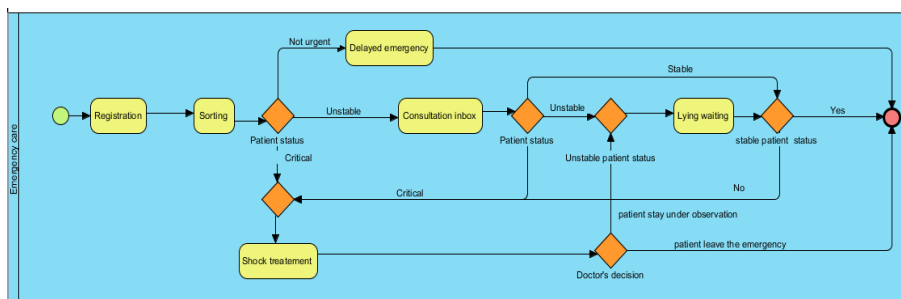 Emergency care
Not urgent
Delayed emergency
Stable
Registration
Sorting
Unstable
Consultation inbox
Unstable
Lying waiting
Yes
Patient status
Patient status
stable patient status
Critical
Unstable patient status
Critical
No
patient stay under observation
Shock treatement
patient leave the emergency
Doctor's decision